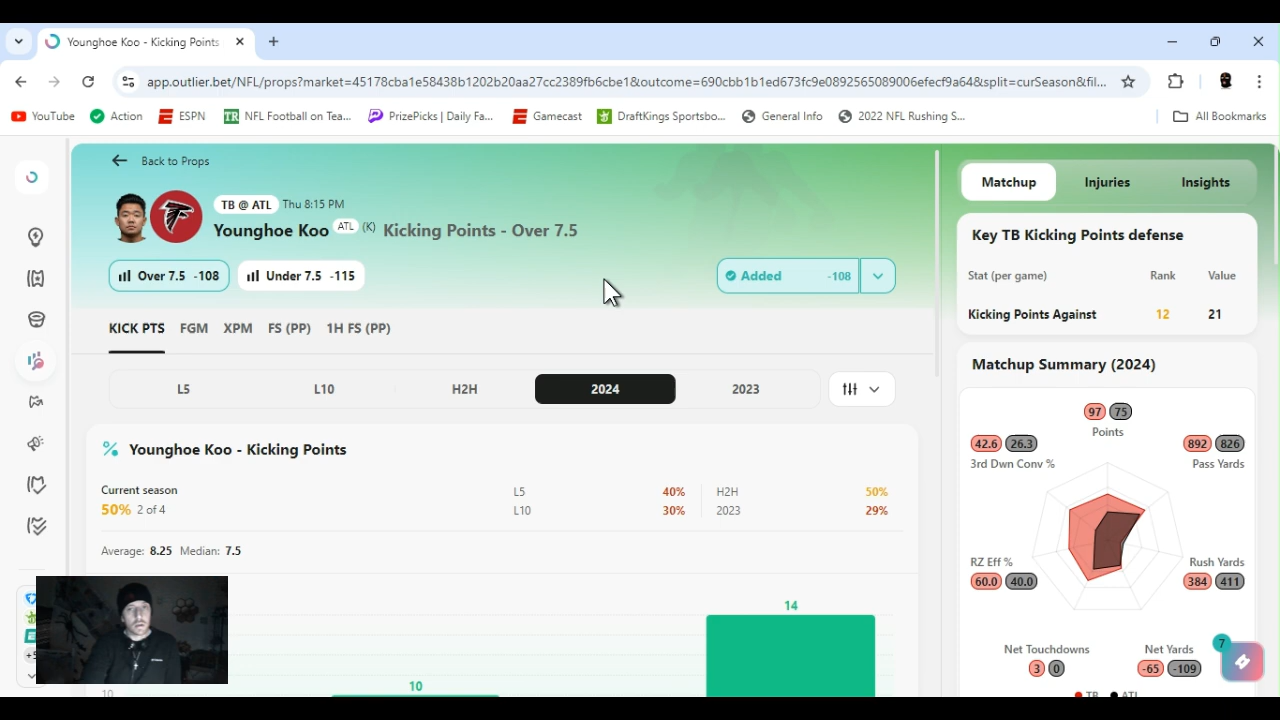 Younghoe Koo - Kicking Points
app.outlier.bet/NFL/props?market=45178cba1e58438b1202b20aa27cc2389fb6cbe1&outcome=690cbb1b1ed673fc9e0892565089006efecf9a64&split=curSeason&fil...
YouTube Action ESPN NFL Football on Tea... PrizePicks | Daily Fa... Gamecast DraftKings Sportsbo... General Info 2022 NFL Rushing S... All Bookmarks
Back to Props
TB @ ATL Thu 8:15 PM
Younghoe Koo ATL (K) Kicking Points - Over 7.5
Over 7.5 -108 Under 7.5 -115 Added -108
KICK PTS FGM XPM FS (PP) 1H FS (PP)
L5 L10 H2H 2024 2023
Younghoe Koo - Kicking Points
Current season
50% 2 of 4
L5 40% H2H 50%
L10 30% 2023 29%
Average: 8.25 Median: 7.5
14
10
10
Matchup Injuries Insights
Key TB Kicking Points defense
Stat (per game) Rank Value
Kicking Points Against 12 21
Matchup Summary (2024)
97 75
Points
42.6 26.3
3rd Dwn Conv %
892 826
Pass Yards
RZ Eff %
60.0 40.0
Rush Yards
384 411
Net Touchdowns
3 0
Net Yards
-65 -109
7
TB ATL